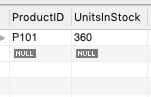 ProductID UnitsInStock
P101 360
NULL NULL